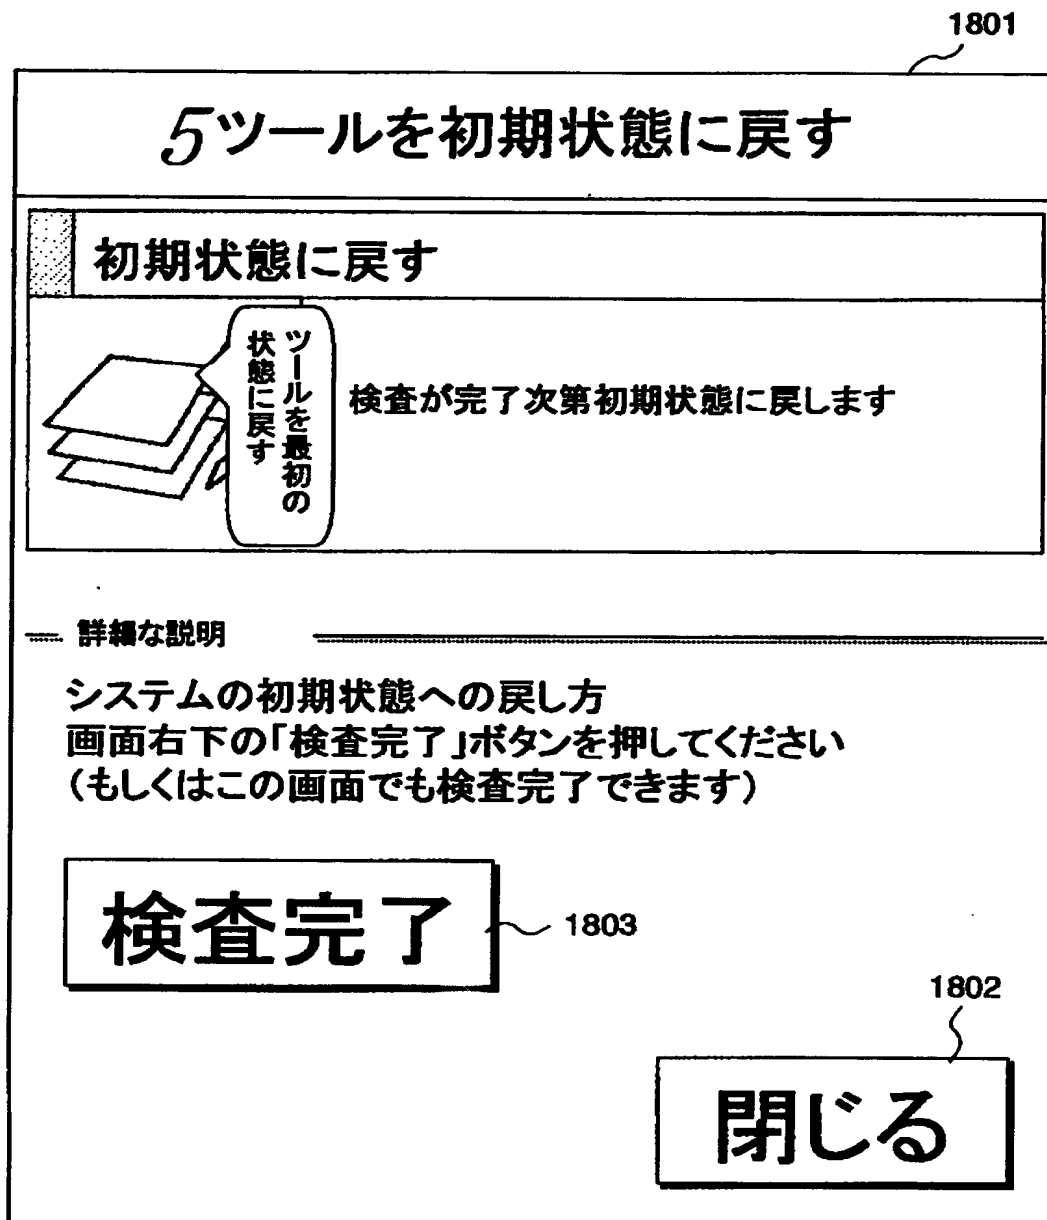 1801
5ツールを初期状態に戻す
初期状態に戻す
ツールを最初の
状態に戻す
検査が完了次第初期状態に戻します
詳細な説明
システムの初期状態への戻し方
画面右下の「検査完了」ボタンを押してください
(もしくはこの画面でも検査完了できます)
検査完了
1803
1802
閉じる